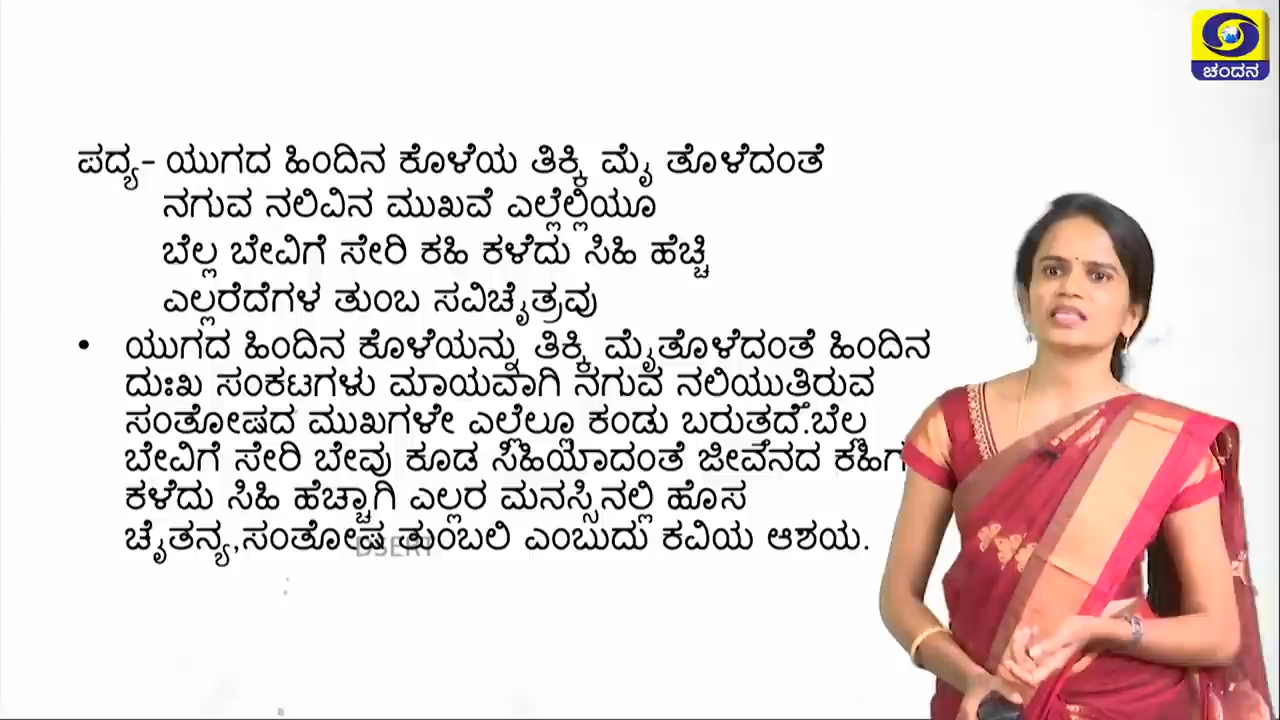 ಚಂದನ
ಪದ್ಯ- ಯುಗದ ಹಿಂದಿನ ಕೊಳೆಯ ತಿಕ್ಕಿ ಮೈ ತೊಳೆದಂತೆ
ನಗುವ ನಲಿವಿನ ಮುಖವೆ ಎಲ್ಲೆಲ್ಲಿಯೂ
ಬೆಲ್ಲ ಬೇವಿಗೆ ಸೇರಿ ಕಹಿ ಕಳೆದು ಸಿಹಿ ಹೆಚ್ಚಿ
ಎಲ್ಲರೆದೆಗಳ ತುಂಬ ಸವಿಚೈತ್ರವು
• ಯುಗದ ಹಿಂದಿನ ಕೊಳೆಯನ್ನು ತಿಕ್ಕಿ ಮೈತೊಳೆದಂತೆ ಹಿಂದಿನ
ದುಃಖ ಸಂಕಟಗಳು ಮಾಯವಾಗಿ ನಗುವ ನಲಿಯುತ್ತಿರುವ
ಸಂತೋಷದ ಮುಖಗಳೇ ಎಲ್ಲೆಲ್ಲೂ ಕಂಡು ಬರುತ್ತದೆ.ಬೆಲ್ಲ
ಬೇವಿಗೆ ಸೇರಿ ಬೇವು ಕೂಡ ಸಿಹಿಯಾದಂತೆ ಜೀವನದ
ಕಳೆದು ಸಿಹಿ ಹೆಚ್ಚಾಗಿ ಎಲ್ಲರ ಮನಸ್ಸಿನಲ್ಲಿ ಹೊಸ
ಚೈತನ್ಯ,ಸಂತೋಷ ತುಂಬಲಿ ಎಂಬುದು ಕವಿಯ ಆಶಯ.
DSERT